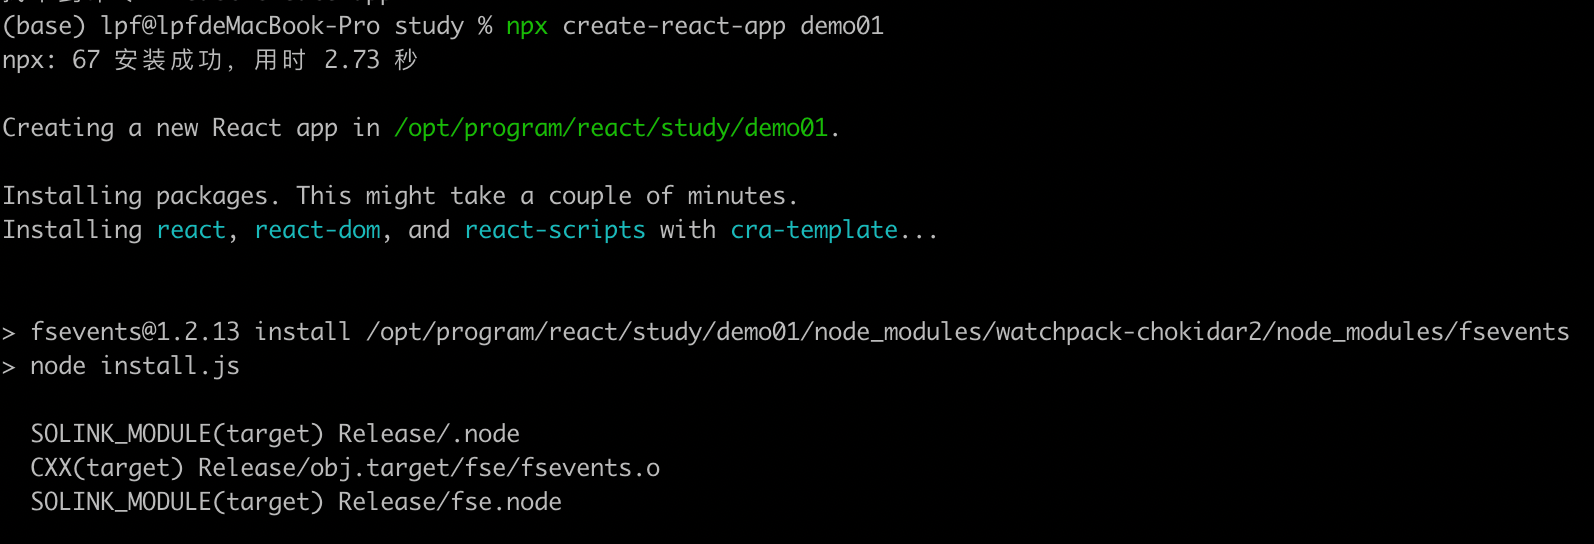 (base) lpf@lpfdeMacBook-Pro study % npx create-react-app demo01
npx: 67 安装成功，用时 2.73 秒
Creating a new React app in /opt/program/react/study/demo01.
Installing packages. This might take a couple of minutes.
Installing react, react-dom, and react-scripts with cra-template...
> fsevents@1.2.13 install /opt/program/react/study/demo01/node_modules/watchpack-chokidar2/node_modules/fsevents
> node install.js
SOLINK_MODULE(target) Release/.node
CXX(target) Release/obj.target/fse/fsevents.o
SOLINK_MODULE(target) Release/fse.node